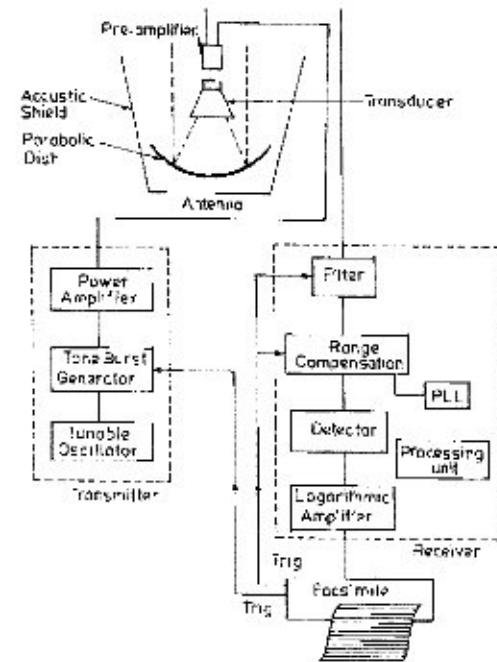 Pre-amplifier
Acoustic
Shield
Transducer
Parabolic
Dish
Antenna
Power
Amplifier
Tone Burst
Generator
Tunable
Oscillator
Transmitter
Filter
Range
Compensation
PLL
Detector
Processing
unit
Logarithmic
Amplifier
Receiver
Trig
Trig
Facsimile